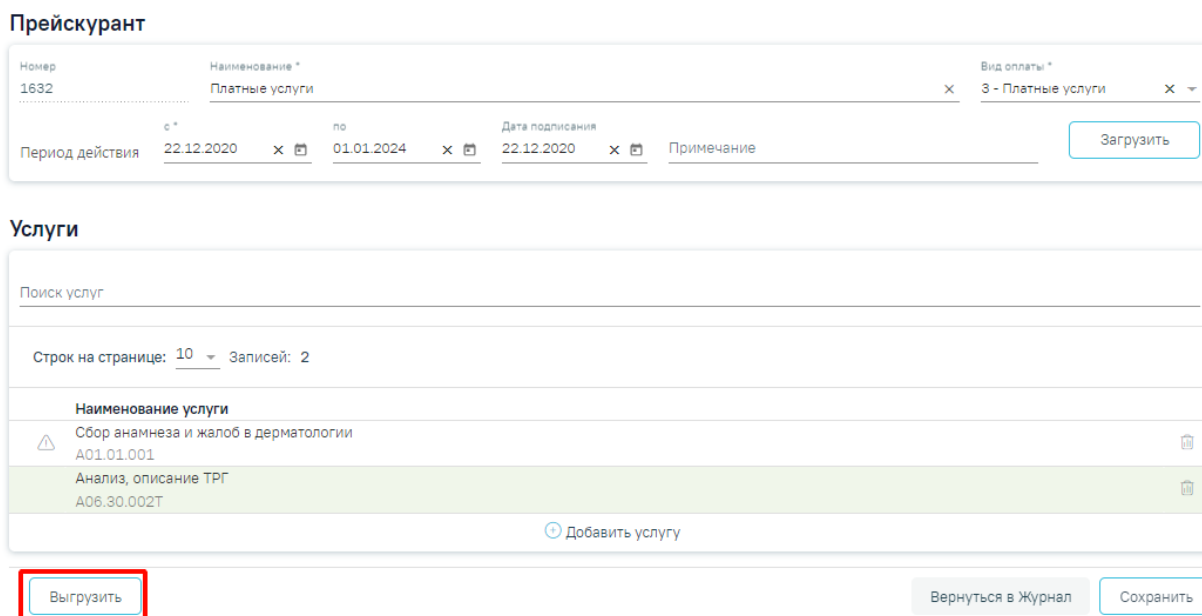 Прейскурант
Номер Наименование * Вид оплаты *
1632 Платные услуги 3 - Платные услуги
с * по Дата подписания
Период действия 22.12.2020 01.01.2024 22.12.2020 Примечание Загрузить
Услуги
Поиск услуг
Строк на странице: 10 Записей: 2
Наименование услуги
Сбор анамнеза и жалоб в дерматологии
A01.01.001
Анализ, описание ТРГ
A06.30.002Т
Добавить услугу
Выгрузить Вернуться в Журнал Сохранить